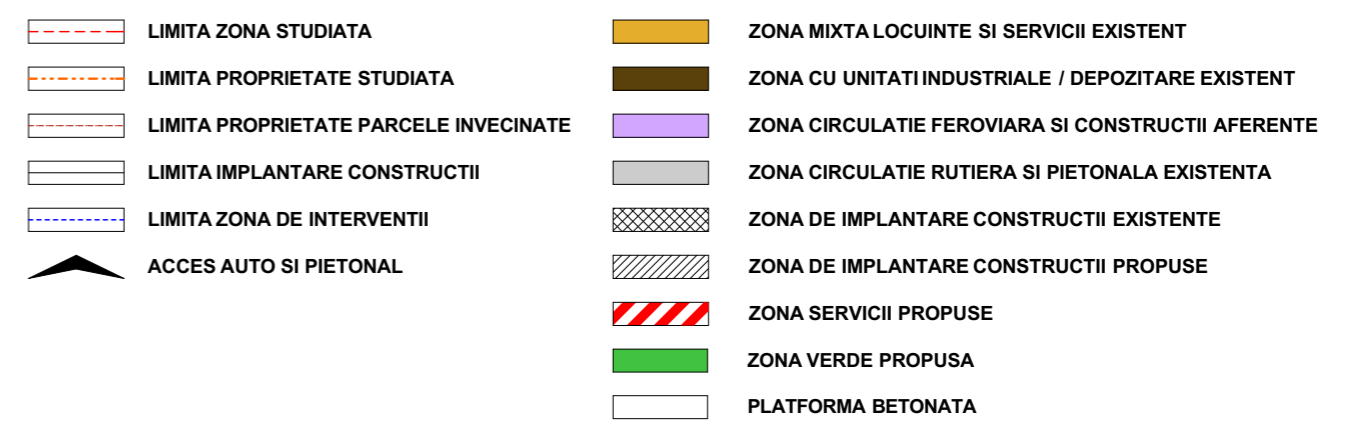 LIMITA ZONA STUDIATA
LIMITA PROPRIETATE STUDIATA
LIMITA PROPRIETATE PARCELE INVECINATE
LIMITA IMPLANTARE CONSTRUCTII
LIMITA ZONA DE INTERVENTII
ACCES AUTO SI PIETONAL
ZONA MIXTA LOCUINTE SI SERVICII EXISTENT
ZONA CU UNITATI INDUSTRIALE / DEPOZITARE EXISTENT
ZONA CIRCULATIE FEROVIARA SI CONSTRUCTII AFERENTE
ZONA CIRCULATIE RUTIERA SI PIETONALA EXISTENTA
ZONA DE IMPLANTARE CONSTRUCTII EXISTENTE
ZONA DE IMPLANTARE CONSTRUCTII PROPUSE
ZONA SERVICII PROPUSE
ZONA VERDE PROPUSA
PLATFORMA BETONATA